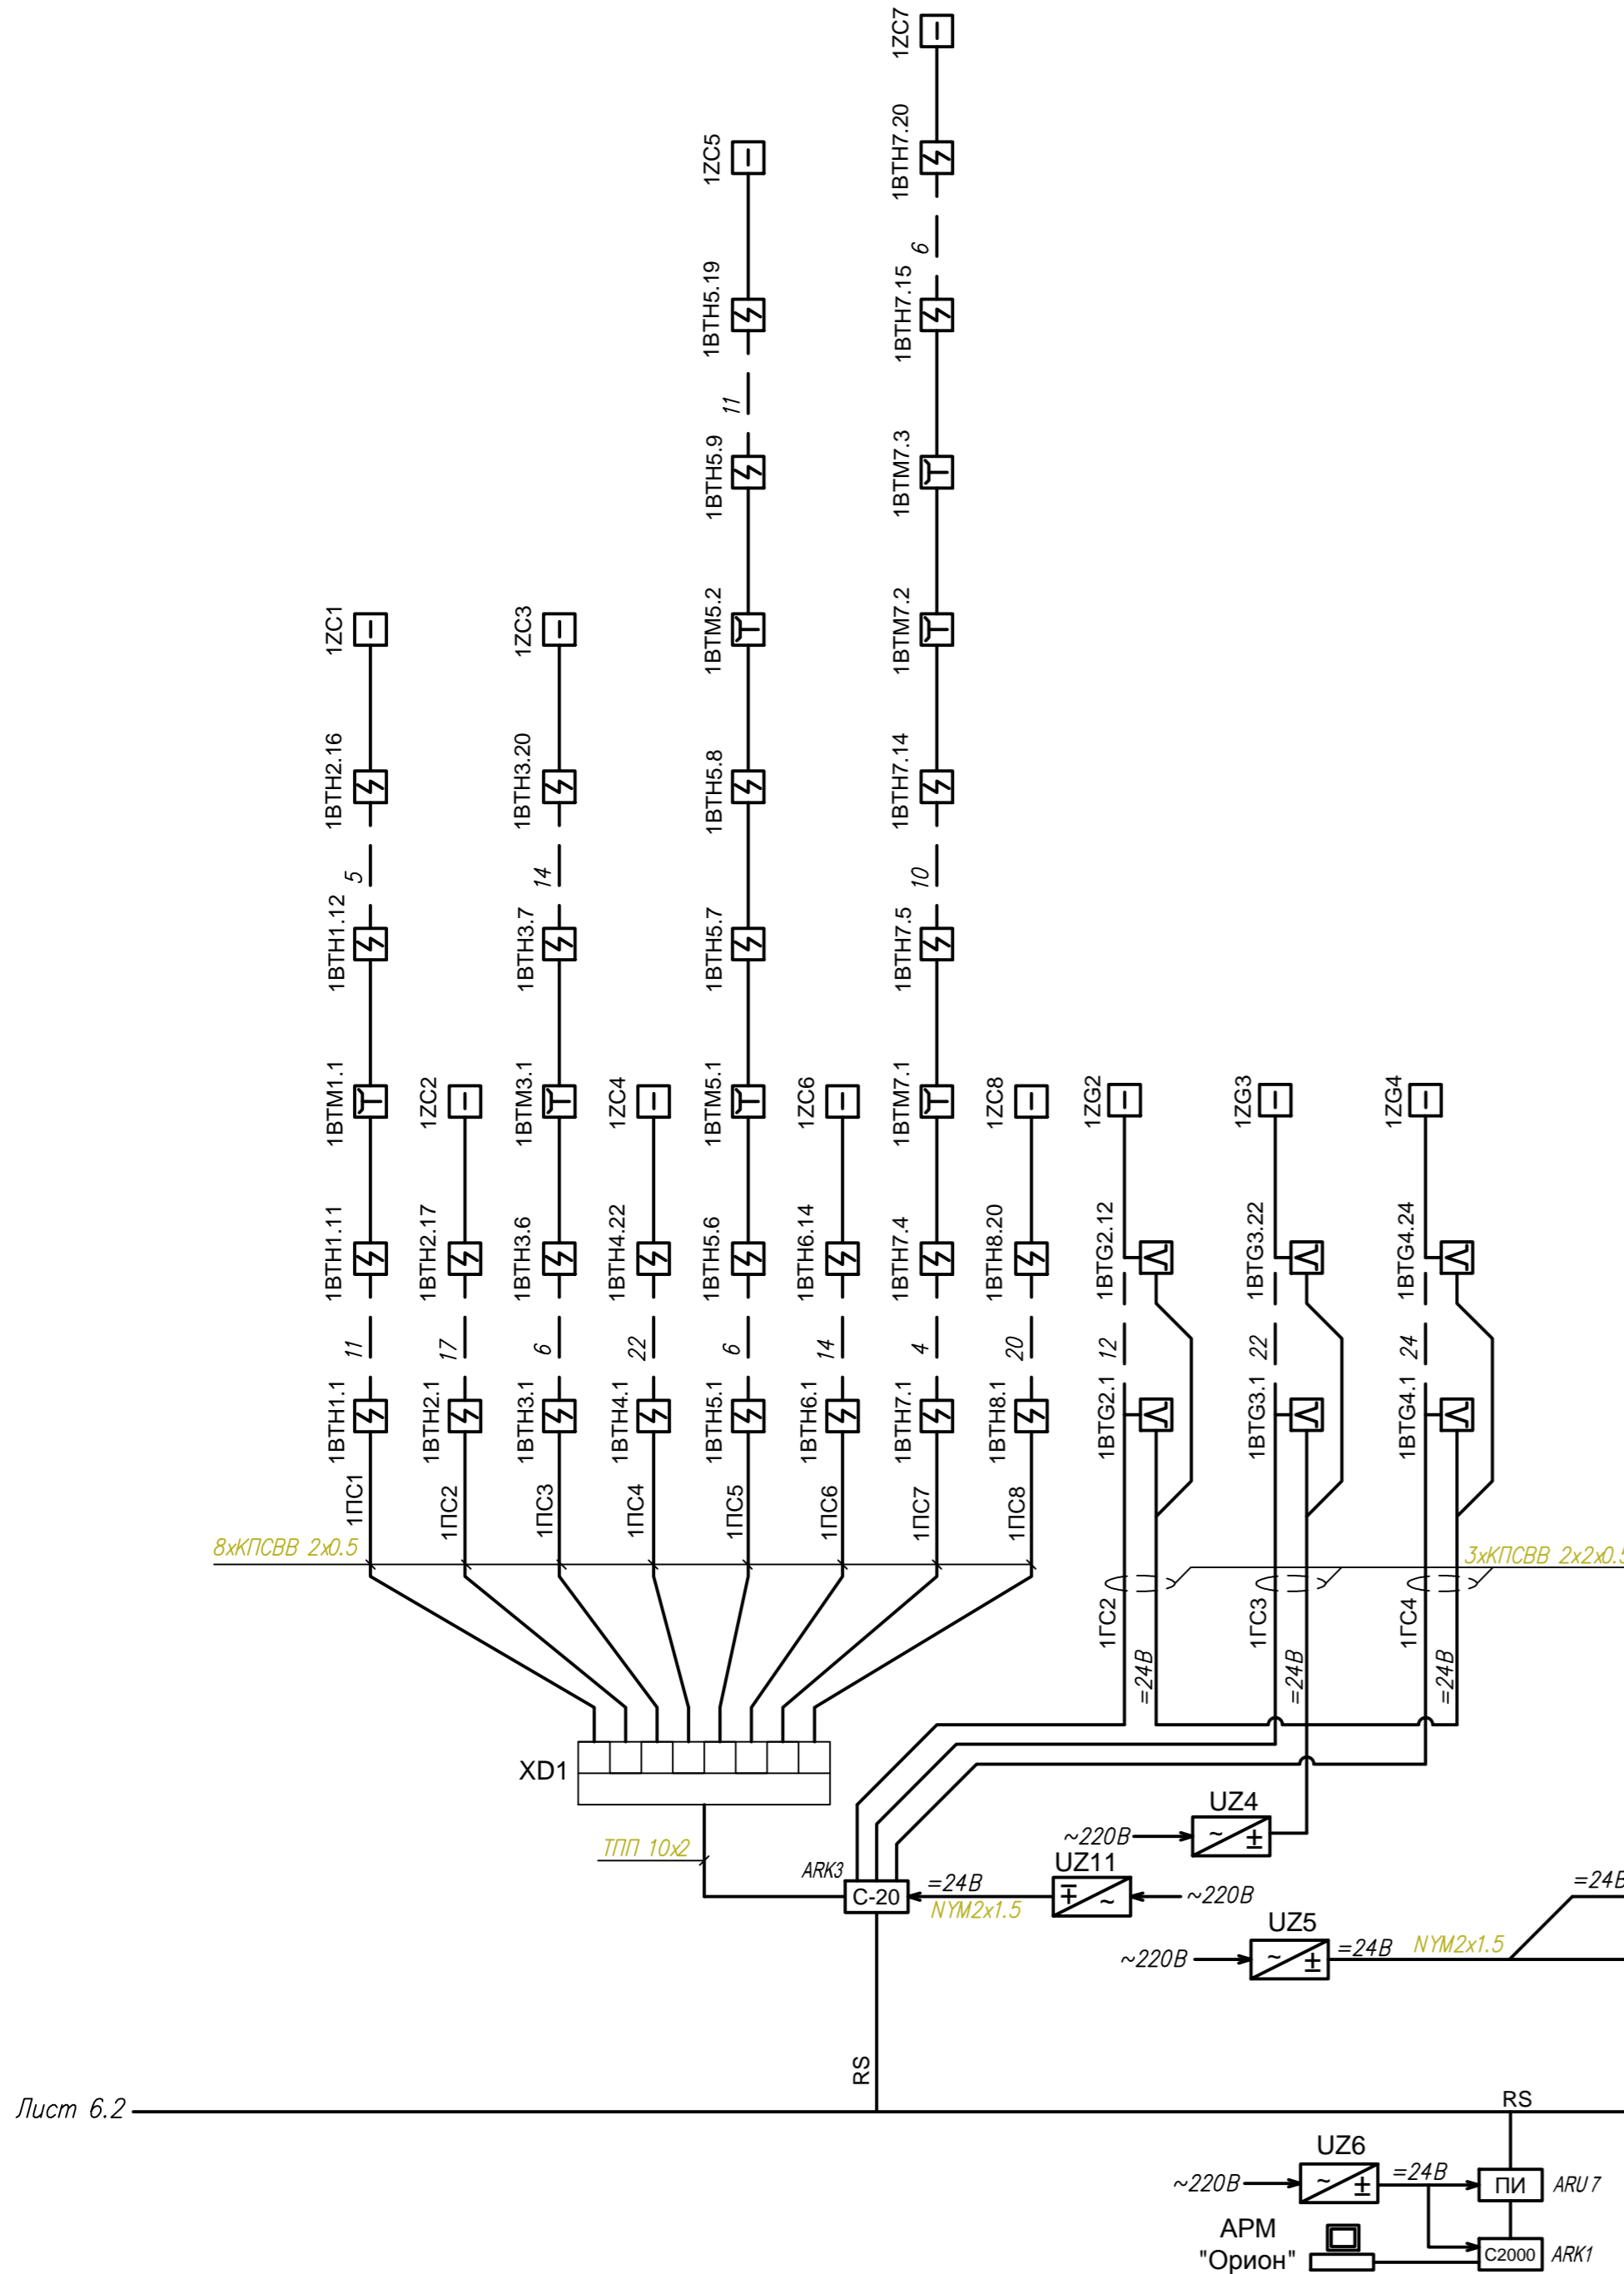 1ZC7
1BTH7.20
1ZC5
6
1BTH5.19
1BTH7.15
11
1BTH5.9
1BTM7.3
1ZC1
1ZC3
1BTM5.2
1BTM7.2
1BTH2.16
1BTH3.20
1BTH5.8
1BTH7.14
5
14
10
1BTH1.12
1BTH3.7
1BTH5.7
1BTH7.5
1BTM1.1
1ZC2
1BTM3.1
1ZC4
1BTM5.1
1ZC6
1BTM7.1
1ZC8
1ZG2
1ZG3
1ZG4
1BTH1.11
1BTH2.17
1BTH3.6
1BTH4.22
1BTH5.6
1BTH6.14
1BTH7.4
1BTH8.20
1BTG2.12
1BTG3.22
1BTG4.24
11
17
6
22
6
14
4
20
12
22
24
1BTH1.1
1BTH2.1
1BTH3.1
1BTH4.1
1BTH5.1
1BTH6.1
1BTH7.1
1BTH8.1
1BTG2.1
1BTG3.1
1BTG4.1
1ПС1
1ПС2
1ПС3
1ПС4
1ПС5
1ПС6
1ПС7
1ПС8
8хКПСВВ 2х0.5
3хКПСВВ 2х2х0.5
1ГС2
1ГС3
1ГС4
=24В
=24В
=24В
XD1
UZ4
~220В
~ ±
ТПП 10х2
ARK3
С-20
=24В
NYM2x1.5
UZ11
∓ ~
~220В
=24В
UZ5
~220В
~ ±
=24В
NYM2x1.5
RS
Лист 6.2
RS
UZ6
~220В
~ ±
=24В
ПИ
ARU 7
АРМ
"Орион"
С2000
ARK1